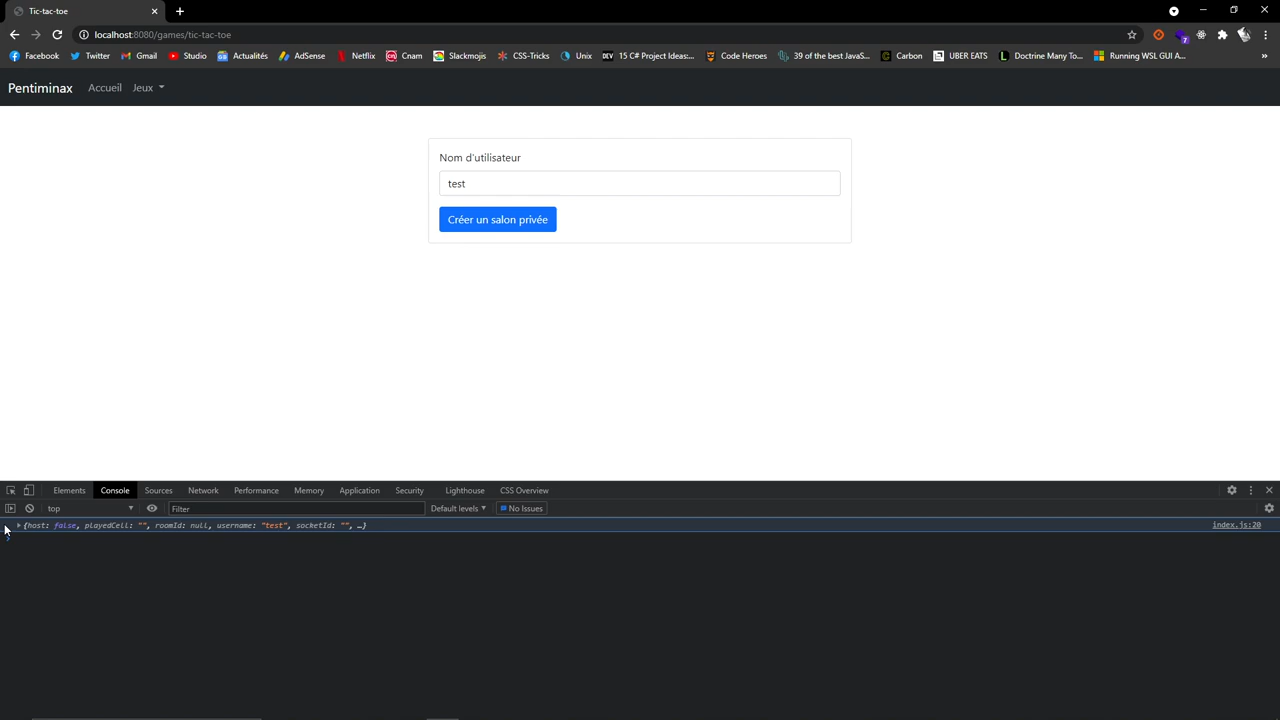 Tic-tac-toe
localhost:8080/games/tic-tac-toe
Facebook Twitter Gmail Studio Actualités AdSense Netflix Cnam Slackmojis CSS-Tricks Unix 15 C# Project Ideas:... Code Heroes 39 of the best JavaS... Carbon UBER EATS Doctrine Many To... Running WSL GUI A...
Pentiminax Accueil Jeux
Nom d'utilisateur
test
Créer un salon privée
Elements Console Sources Network Performance Memory Application Security Lighthouse CSS Overview
top Filter Default levels No Issues
{host: false, playedCell: "", roomId: null, username: "test", socketId: "", …} index.js:20